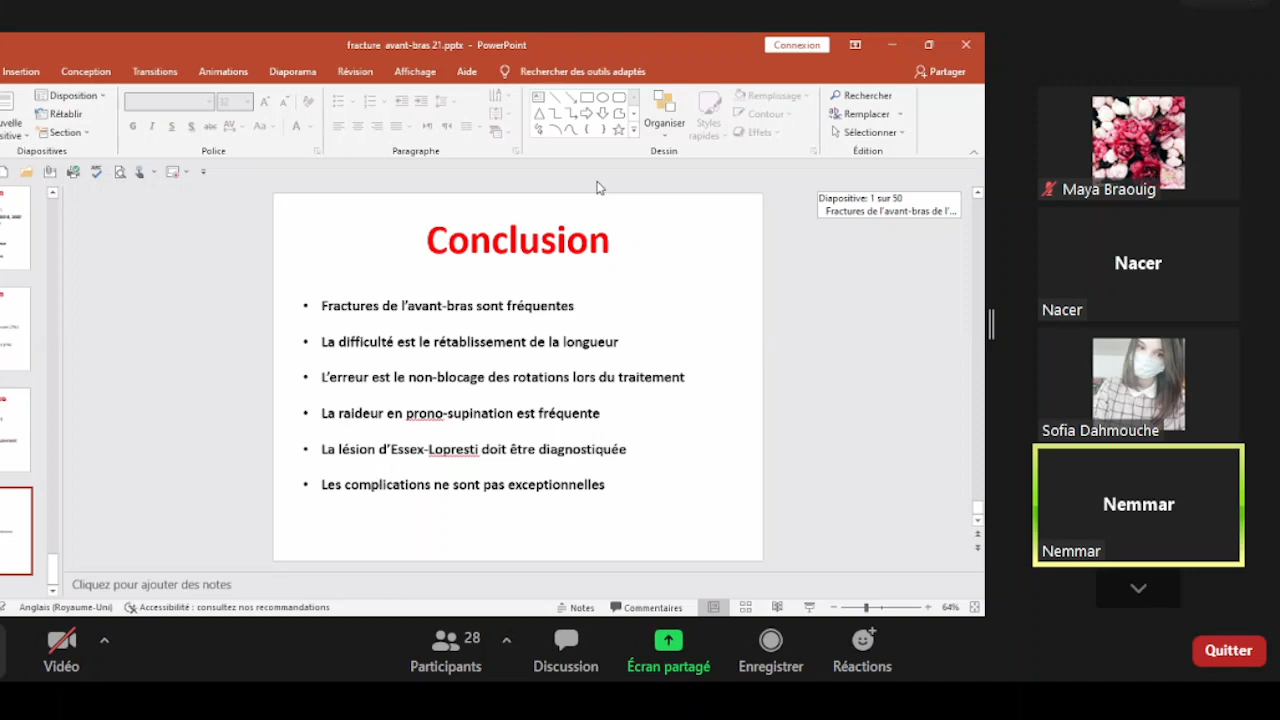 fracture avant-bras 21.pptx - PowerPoint
Connexion
Insertion Conception Transitions Animations Diaporama Révision Affichage Aide Rechercher des outils adaptés Partager
Disposition
Rétablir
Section
Diapositives
32
G I S S abc AV Aa A
Police
Paragraphe
Organiser
Styles
rapides
Remplissage
Contour
Effets
Dessin
Rechercher
Remplacer
Sélectionner
Édition
Diapositive: 1 sur 50
Fractures de l'avant-bras de l'...
Conclusion
• Fractures de l'avant-bras sont fréquentes
• La difficulté est le rétablissement de la longueur
• L'erreur est le non-blocage des rotations lors du traitement
• La raideur en prono-supination est fréquente
• La lésion d'Essex-Lopresti doit être diagnostiquée
• Les complications ne sont pas exceptionnelles
Cliquez pour ajouter des notes
Anglais (Royaume-Uni) Accessibilité : consultez nos recommandations Notes Commentaires 64%
Maya Braouig
Nacer
Nacer
Sofia Dahmouche
Nemmar
Nemmar
Vidéo
28
Participants
Discussion
Écran partagé
Enregistrer
Réactions
Quitter